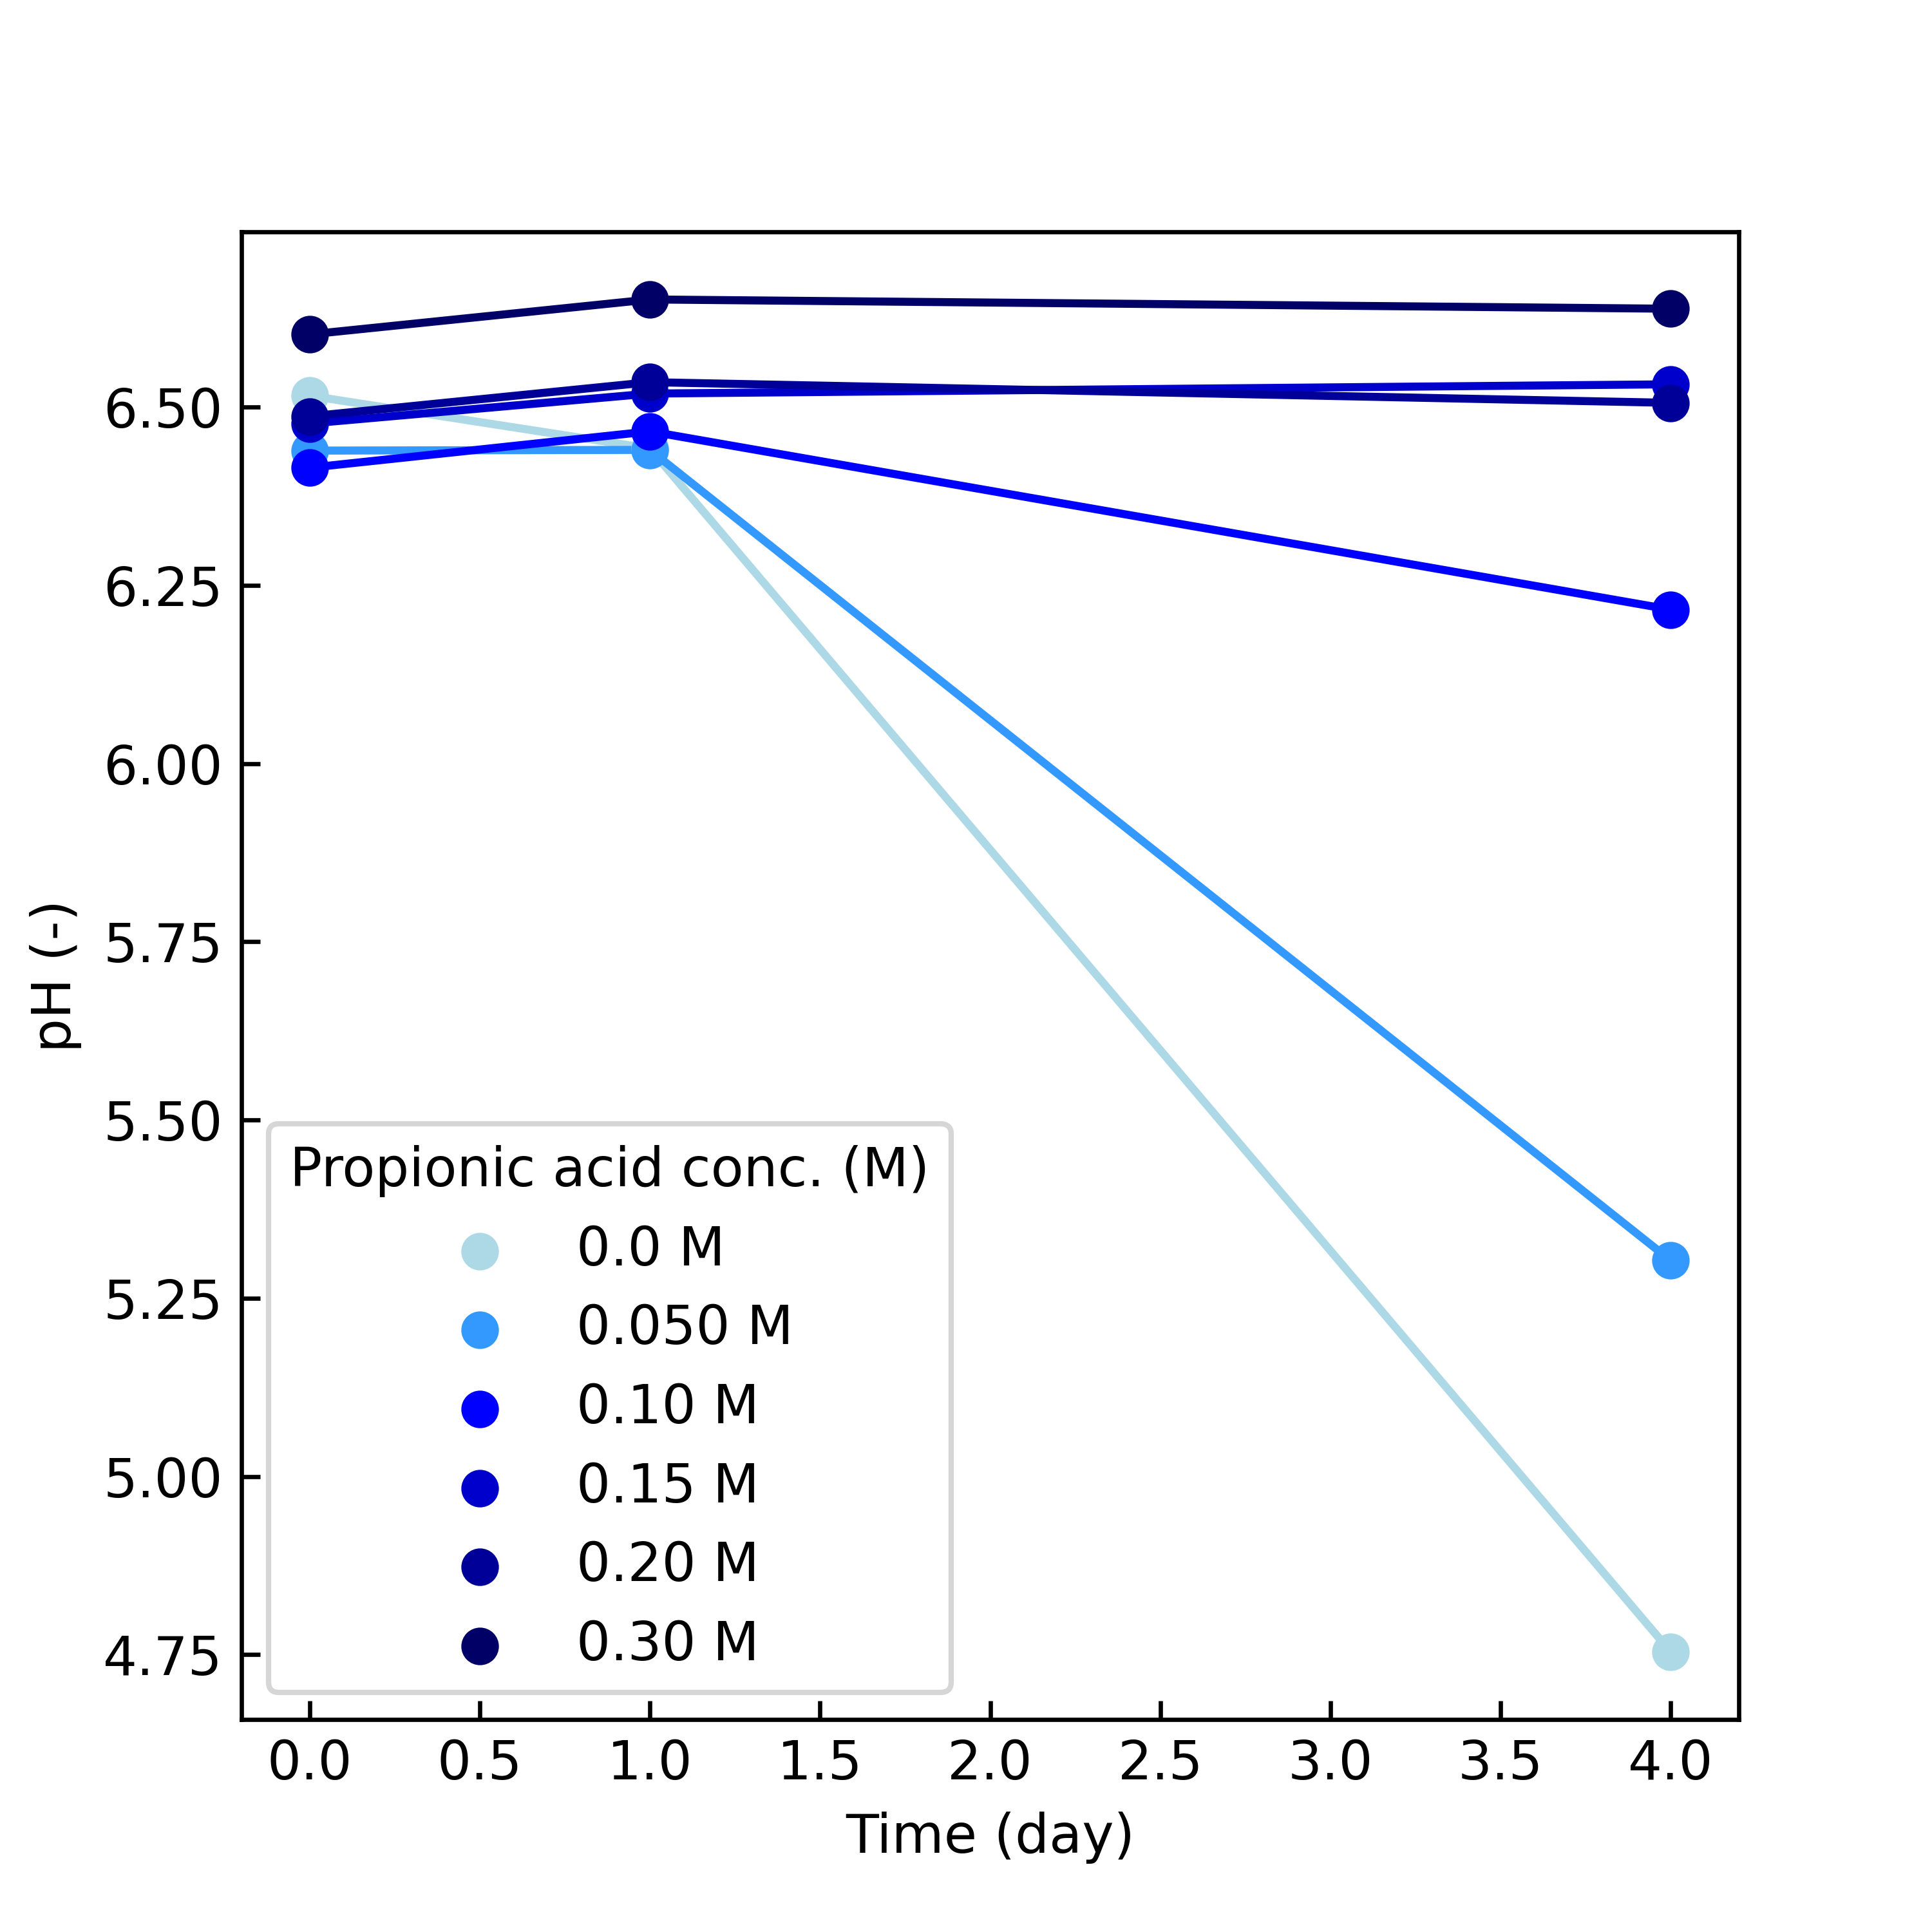 6.50
6.25
6.00
5.75
5.50
5.25
5.00
4.75
pH (-)
Propionic acid conc. (M)
0.0 M
0.050 M
0.10 M
0.15 M
0.20 M
0.30 M
0.0 0.5 1.0 1.5 2.0 2.5 3.0 3.5 4.0
Time (day)